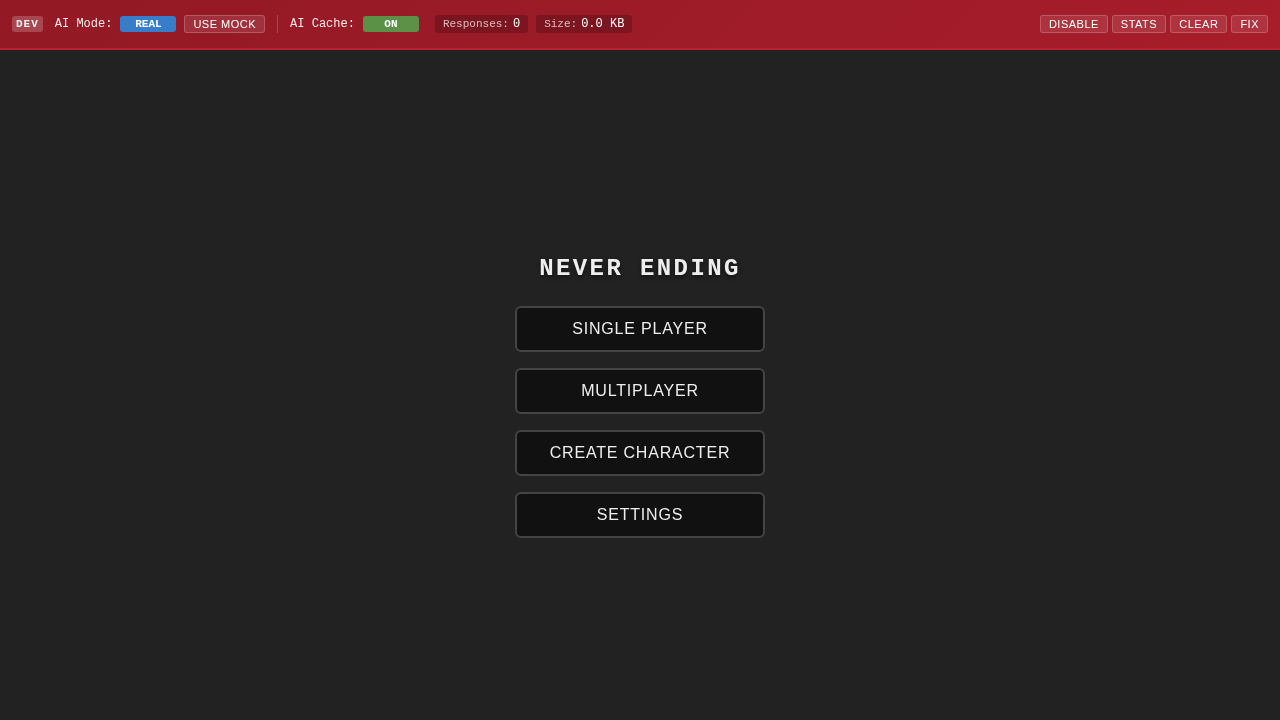 DEV AI Mode: REAL USE MOCK AI Cache: ON Responses: 0 Size: 0.0 KB DISABLE STATS CLEAR FIX
NEVER ENDING
SINGLE PLAYER
MULTIPLAYER
CREATE CHARACTER
SETTINGS